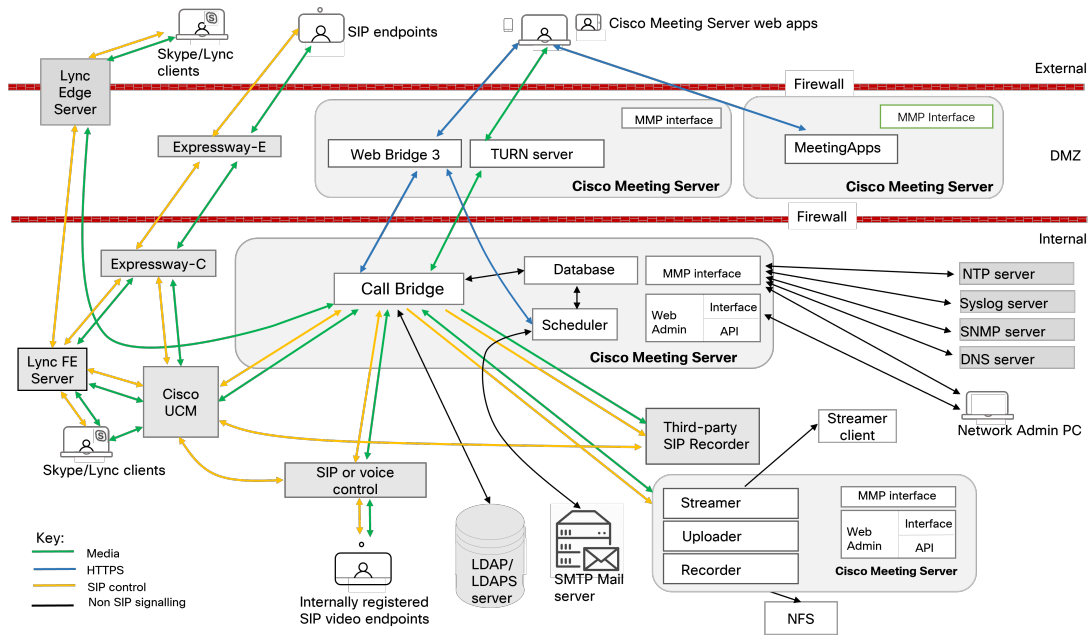 Skype/Lync
clients
SIP endpoints
Cisco Meeting Server web apps
External
Lync
Edge
Server
Firewall
Expressway-E
MMP interface
Web Bridge 3
TURN server
Cisco Meeting Server
MMP Interface
MeetingApps
Cisco Meeting Server
DMZ
Firewall
Internal
Expressway-C
Call Bridge
Database
Scheduler
MMP interface
Web
Admin
Interface
API
Cisco Meeting Server
NTP server
Syslog server
SNMP server
DNS server
Network Admin PC
Lync FE
Server
Cisco
UCM
S
Skype/Lync clients
Third-party
SIP Recorder
Streamer
client
SIP or voice
control
Streamer
Uploader
Recorder
MMP interface
Web
Admin
Interface
API
Cisco Meeting Server
NFS
LDAP/
LDAPS
server
SMTP Mail
server
Internally registered
SIP video endpoints
Key:
Media
HTTPS
SIP control
Non SIP signalling